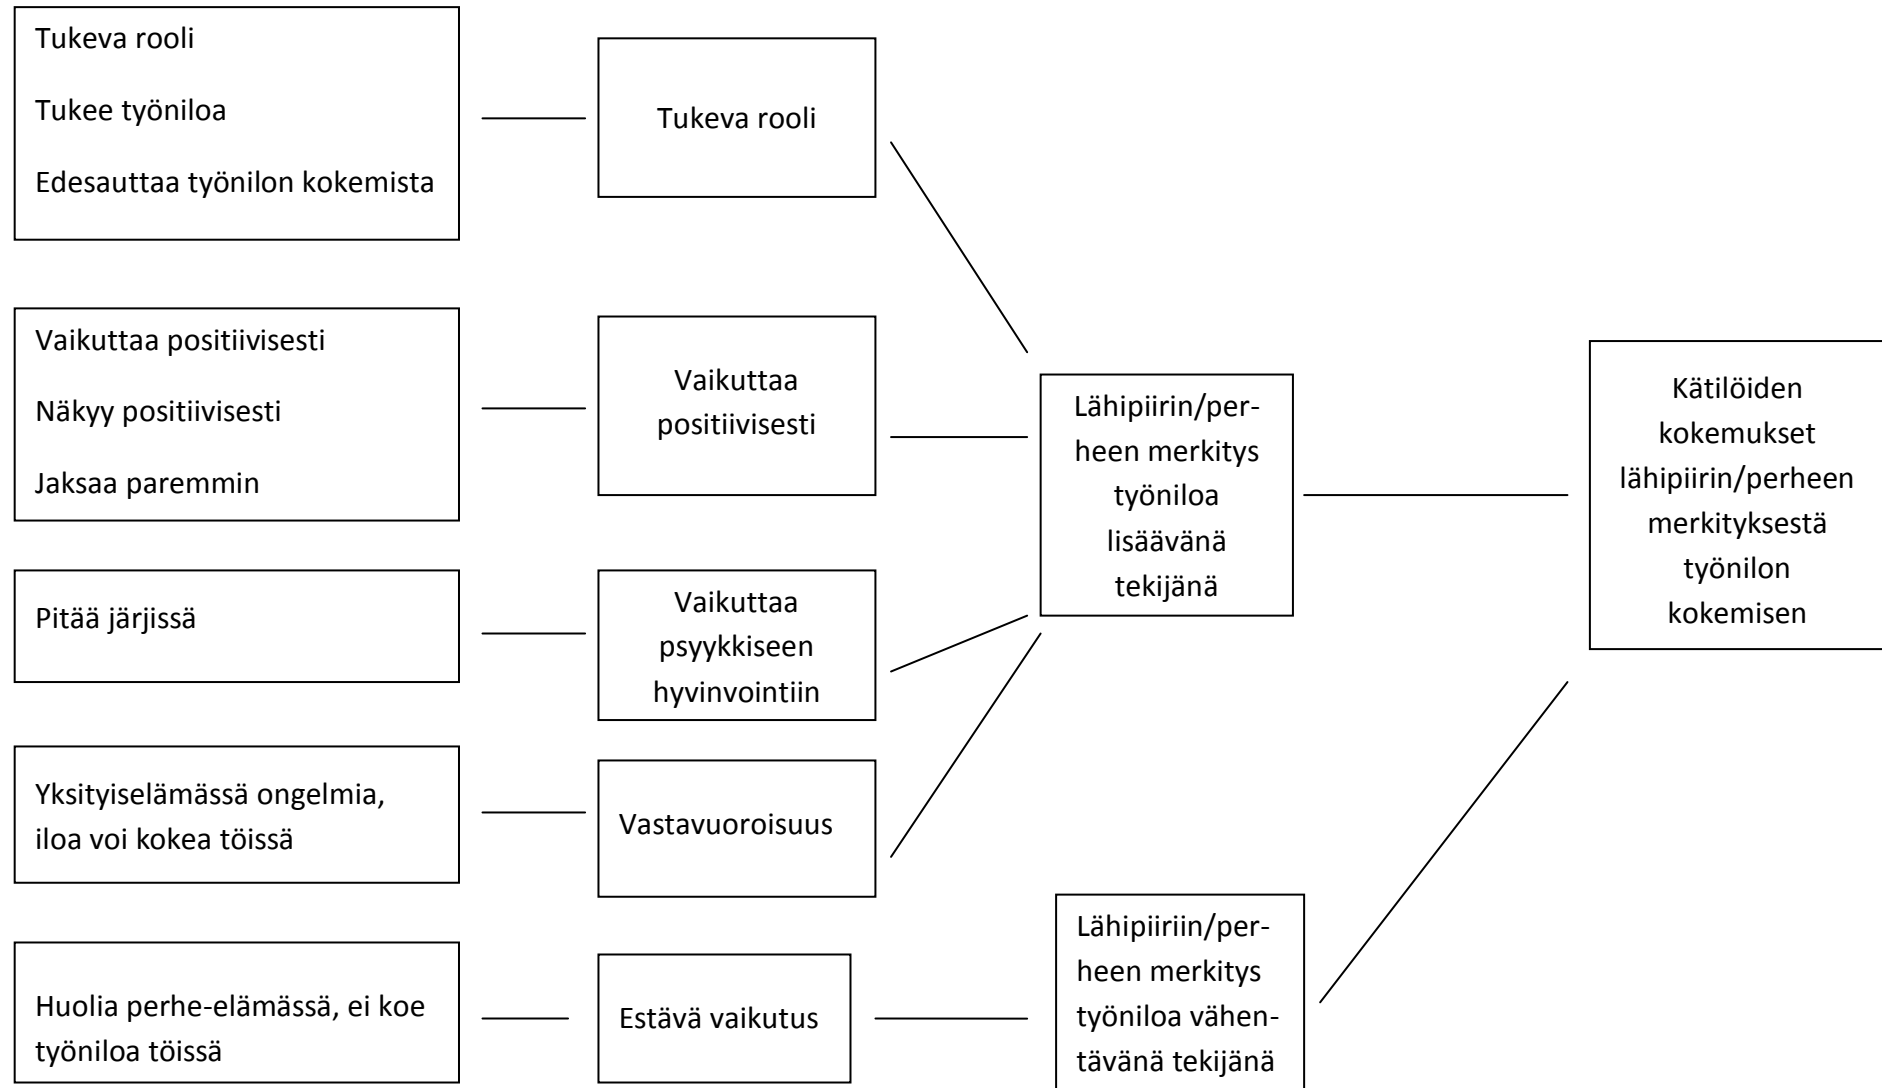 Tukeva rooli
Tukee työniloa
Edesauttaa työnilon kokemista
Tukeva rooli
Vaikuttaa positiivisesti
Näkyy positiivisesti
Jaksaa paremmin
Vaikuttaa
positiivisesti
Pitää järjissä
Vaikuttaa
psyykkiseen
hyvinvointiin
Yksityiselämässä ongelmia,
iloa voi kokea töissä
Vastavuoroisuus
Huolia perhe-elämässä, ei koe
työniloa töissä
Estävä vaikutus
Lähipiirin/per-
heen merkitys
työniloa
lisäävänä
tekijänä
Lähipiiriin/per-
heen merkitys
työniloa vähen-
tävänä tekijänä
Kätilöiden
kokemukset
lähipiirin/perheen
merkityksestä
työnilon
kokemisen